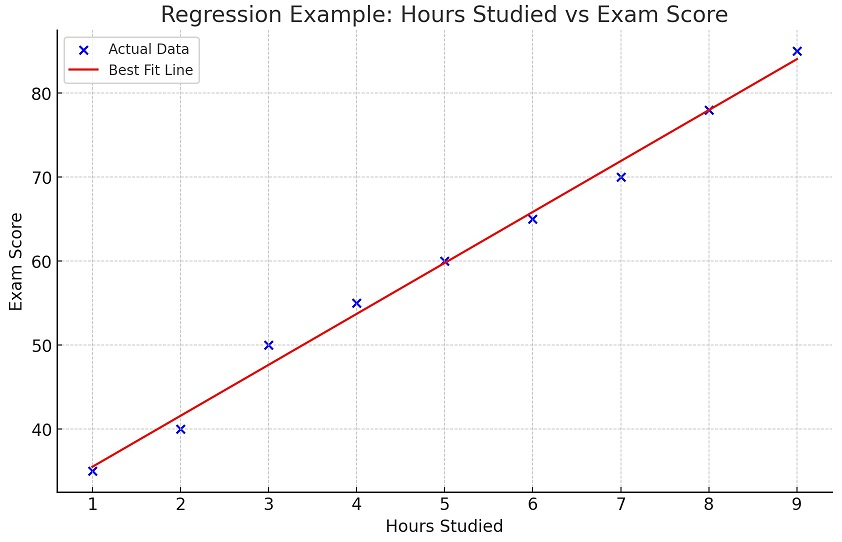 Regression Example: Hours Studied vs Exam Score
Actual Data
Best Fit Line
80
70
60
50
40
Exam Score
1 2 3 4 5 6 7 8 9
Hours Studied